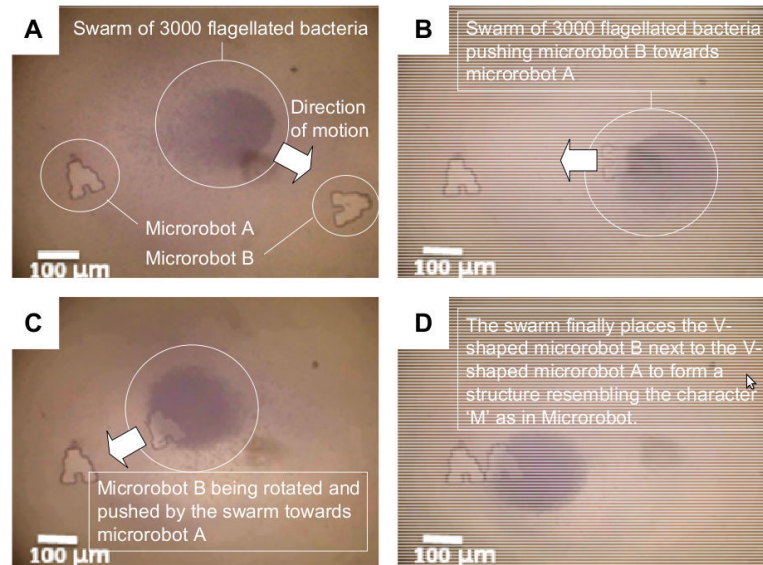 A
Swarm of 3000 flagellated bacteria
Direction
of motion
Microrobot A
Microrobot B
100 µm
B
Swarm of 3000 flagellated bacteria
pushing microrobot B towards
microrobot A
100 µm
C
Microrobot B being rotated and
pushed by the swarm towards
microrobot A
100 µm
D
The swarm finally places the V-
shaped microrobot B next to the V-
shaped microrobot A to form a
structure resembling the character
'M' as in Microrobot.
100 µm